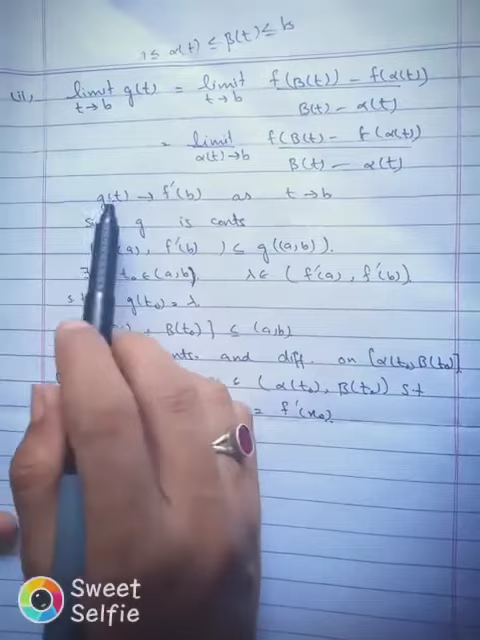 ≤ α(t) ≤ β(t) ≤ b
(ii) limit t→b g(t) = limit t→b f(β(t)) - f(α(t)) / β(t) - α(t)
= limit α(t)→b f(β(t) - f(α(t) / β(t) - α(t)
g(t) → f'(b) as t→b
g is conts
(a), f'(b) ) ⊆ g((a,b)).
t₀ ∈ (a,b) λ ∈ (f'(a), f'(b)).
g(t₀) = λ
, β(t₀)] ⊆ (a,b)
and diff. on [α(t₀), β(t₀)]
∈ (α(t₀), β(t₀)) s.t
= f'(x₀).
Sweet
Selfie